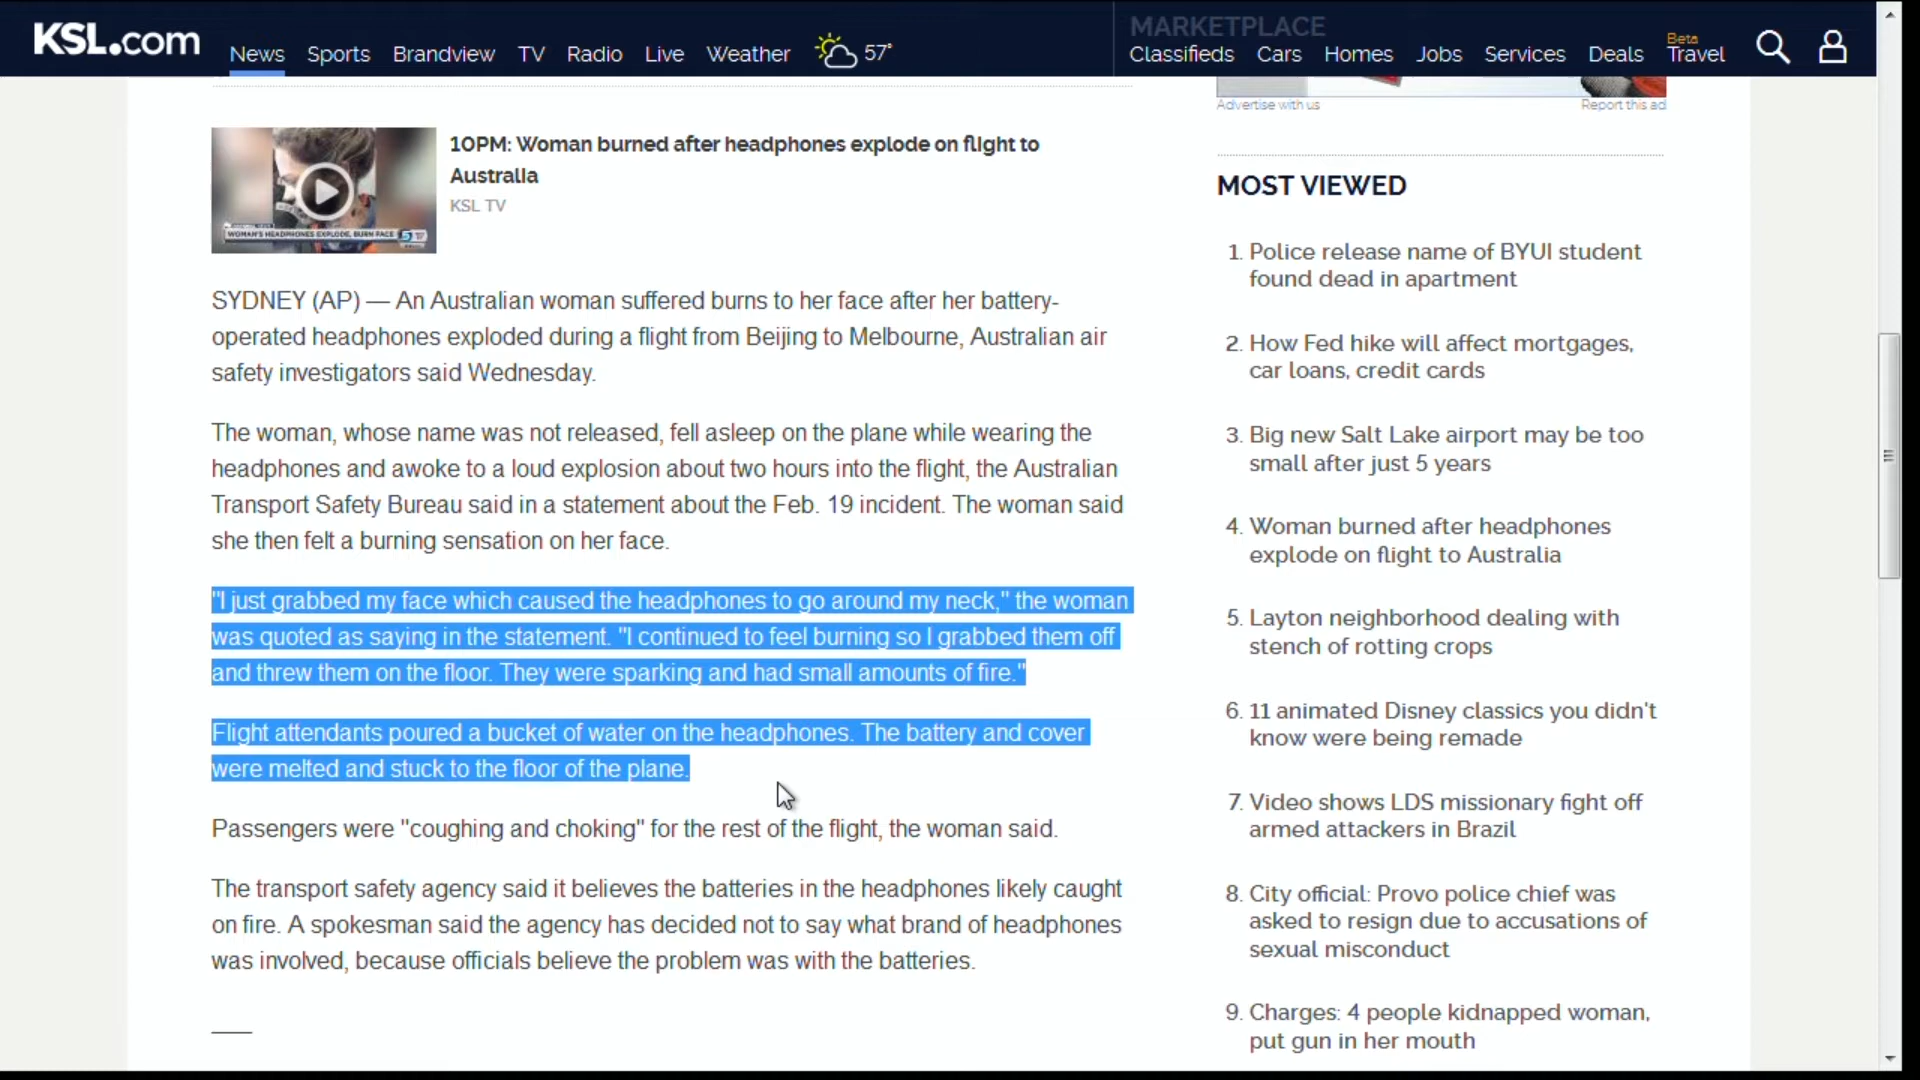 KSL.com
News Sports Brandview TV Radio Live Weather 57°
MARKETPLACE
Classifieds Cars Homes Jobs Services Deals Beta Travel
Advertise with us Report this ad
WOMAN'S HEADPHONES EXPLODE, BURN FACE 5
10PM: Woman burned after headphones explode on flight to
Australia
KSL TV
SYDNEY (AP) — An Australian woman suffered burns to her face after her battery-
operated headphones exploded during a flight from Beijing to Melbourne, Australian air
safety investigators said Wednesday.
The woman, whose name was not released, fell asleep on the plane while wearing the
headphones and awoke to a loud explosion about two hours into the flight, the Australian
Transport Safety Bureau said in a statement about the Feb. 19 incident. The woman said
she then felt a burning sensation on her face.
"I just grabbed my face which caused the headphones to go around my neck," the woman
was quoted as saying in the statement. "I continued to feel burning so I grabbed them off
and threw them on the floor. They were sparking and had small amounts of fire."
Flight attendants poured a bucket of water on the headphones. The battery and cover
were melted and stuck to the floor of the plane.
Passengers were "coughing and choking" for the rest of the flight, the woman said.
The transport safety agency said it believes the batteries in the headphones likely caught
on fire. A spokesman said the agency has decided not to say what brand of headphones
was involved, because officials believe the problem was with the batteries.
MOST VIEWED
1. Police release name of BYUI student
found dead in apartment
2. How Fed hike will affect mortgages,
car loans, credit cards
3. Big new Salt Lake airport may be too
small after just 5 years
4. Woman burned after headphones
explode on flight to Australia
5. Layton neighborhood dealing with
stench of rotting crops
6. 11 animated Disney classics you didn't
know were being remade
7. Video shows LDS missionary fight off
armed attackers in Brazil
8. City official: Provo police chief was
asked to resign due to accusations of
sexual misconduct
9. Charges: 4 people kidnapped woman,
put gun in her mouth